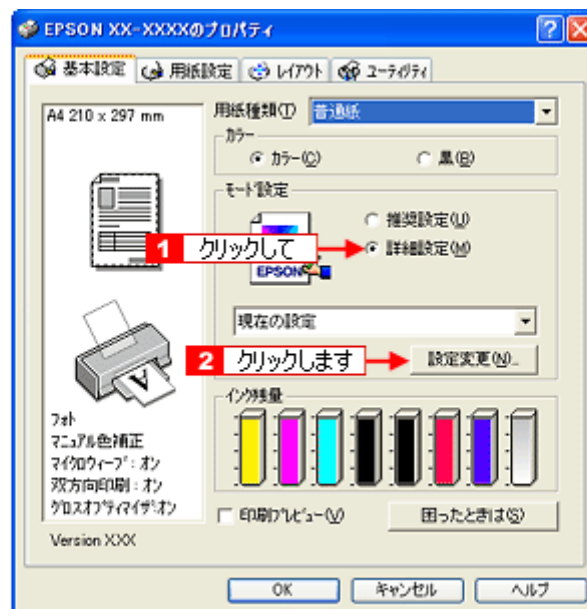 EPSON XX-XXXXのプロパティ
基本設定 用紙設定 レイアウト ユーティリティ
A4 210 x 297 mm
用紙種類(T) 普通紙
カラー
カラー(C) 黒(B)
モード設定
推奨設定(U)
1 クリックして
詳細設定(M)
EPSON
現在の設定
2 クリックします
設定変更(N)...
インク残量
フォト
マニュアル色補正
マイクロウィーブ：オン
双方向印刷：オン
グロスオプティマイザ：オン
印刷プレビュー(V) 困ったときは(S)
Version XXX
OK キャンセル ヘルプ